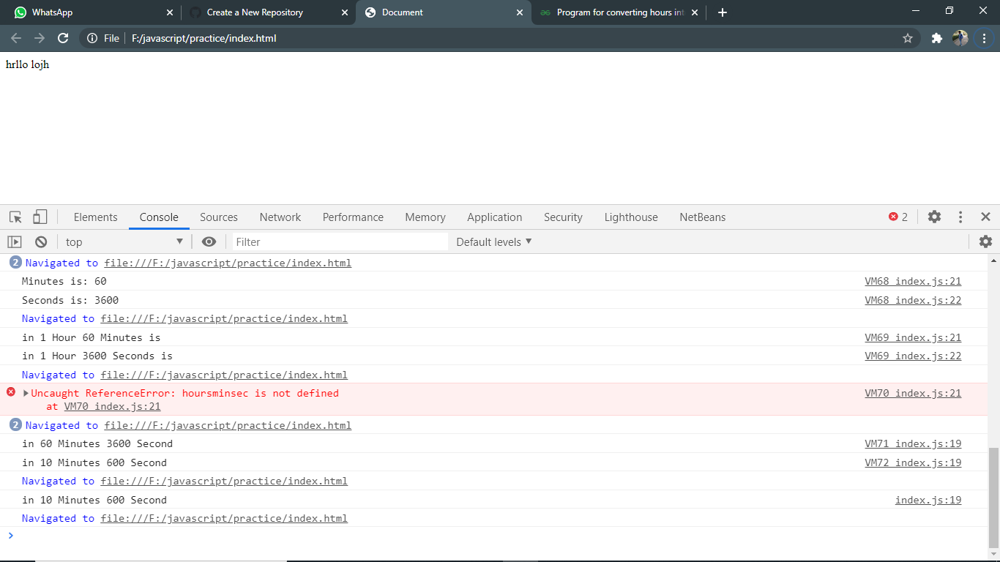 WhatsApp
Create a New Repository
Document
Program for converting hours int
File
F:/javascript/practice/index.html
hrllo lojh
Elements Console Sources Network Performance Memory Application Security Lighthouse NetBeans 2
top Filter Default levels
2 Navigated to file:///F:/javascript/practice/index.html
Minutes is: 60 VM68 index.js:21
Seconds is: 3600 VM68 index.js:22
Navigated to file:///F:/javascript/practice/index.html
in 1 Hour 60 Minutes is VM69 index.js:21
in 1 Hour 3600 Seconds is VM69 index.js:22
Navigated to file:///F:/javascript/practice/index.html
Uncaught ReferenceError: hoursminsec is not defined VM70 index.js:21
at VM70 index.js:21
2 Navigated to file:///F:/javascript/practice/index.html
in 60 Minutes 3600 Second VM71 index.js:19
in 10 Minutes 600 Second VM72 index.js:19
Navigated to file:///F:/javascript/practice/index.html
in 10 Minutes 600 Second index.js:19
Navigated to file:///F:/javascript/practice/index.html